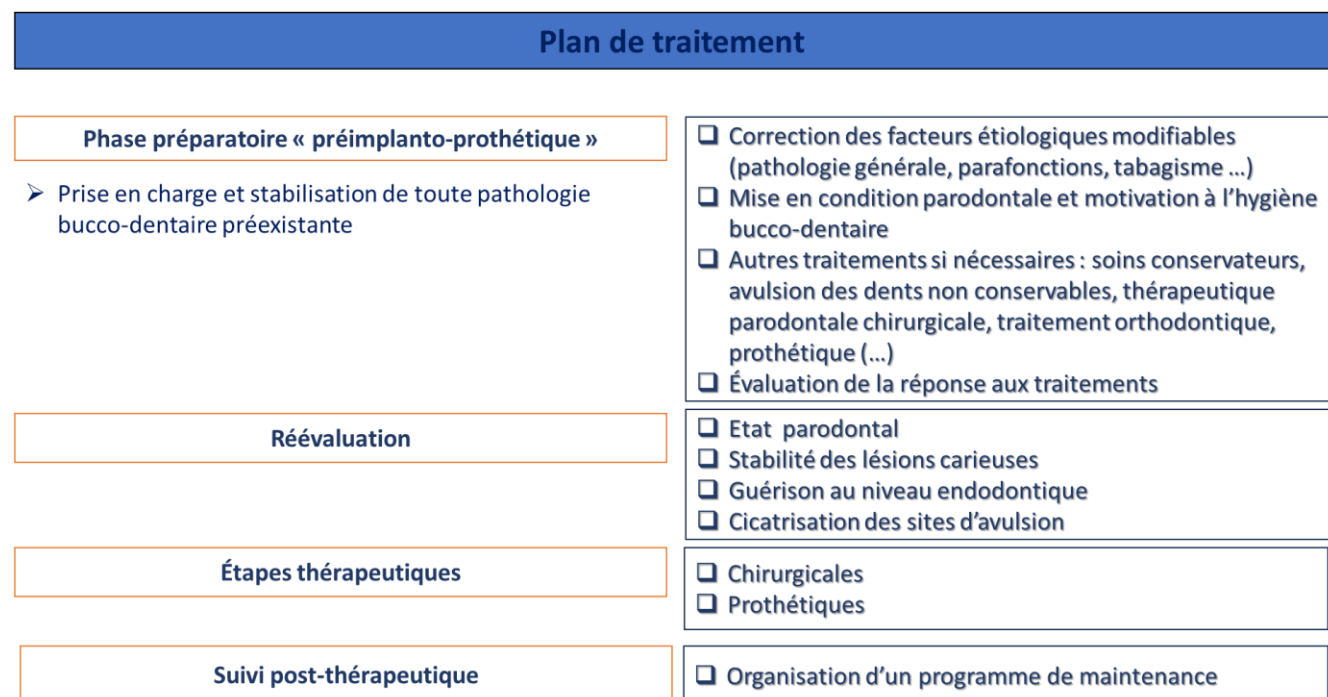 Plan de traitement
Phase préparatoire « préimplanto-prothétique »
➢ Prise en charge et stabilisation de toute pathologie
bucco-dentaire préexistante
❑ Correction des facteurs étiologiques modifiables
(pathologie générale, parafonctions, tabagisme …)
❑ Mise en condition parodontale et motivation à l’hygiène
bucco-dentaire
❑ Autres traitements si nécessaires : soins conservateurs,
avulsion des dents non conservables, thérapeutique
parodontale chirurgicale, traitement orthodontique,
prothétique (…)
❑ Évaluation de la réponse aux traitements
Réévaluation
❑ Etat parodontal
❑ Stabilité des lésions carieuses
❑ Guérison au niveau endodontique
❑ Cicatrisation des sites d’avulsion
Étapes thérapeutiques
❑ Chirurgicales
❑ Prothétiques
Suivi post-thérapeutique
❑ Organisation d’un programme de maintenance